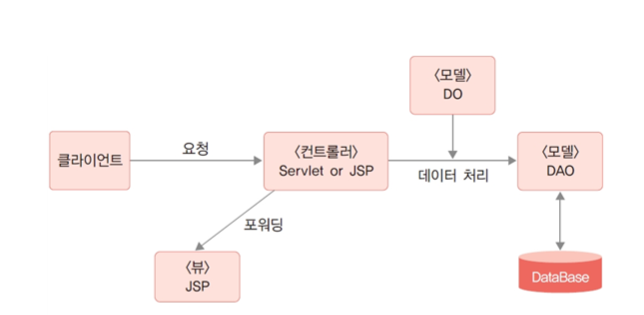 〈모델〉
DO
클라이언트
요청
〈컨트롤러〉
Servlet or JSP
데이터 처리
〈모델〉
DAO
포워딩
〈뷰〉
JSP
DataBase